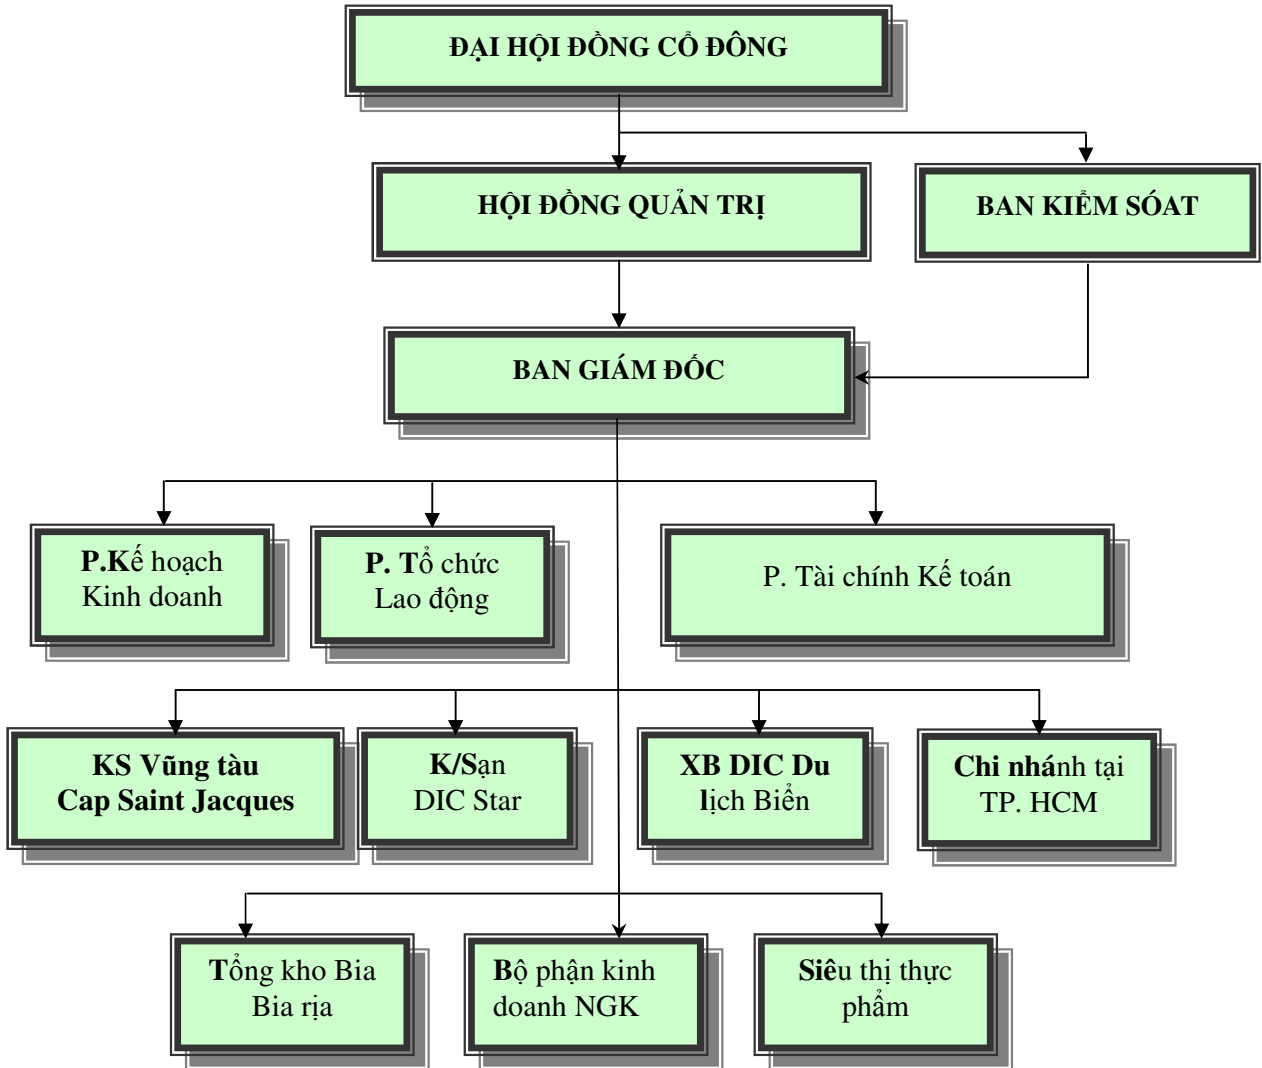 ĐẠI HỘI ĐỒNG CỔ ĐÔNG
HỘI ĐỒNG QUẢN TRỊ
BAN KIỂM SÓAT
BAN GIÁM ĐỐC
P.Kế hoạch
Kinh doanh
P. Tổ chức
Lao động
P. Tài chính Kế toán
KS Vũng tàu
Cap Saint Jacques
K/Sạn
DIC Star
XB DIC Du
lịch Biển
Chi nhánh tại
TP. HCM
Tổng kho Bia
Bia rịa
Bộ phận kinh
doanh NGK
Siêu thị thực
phẩm